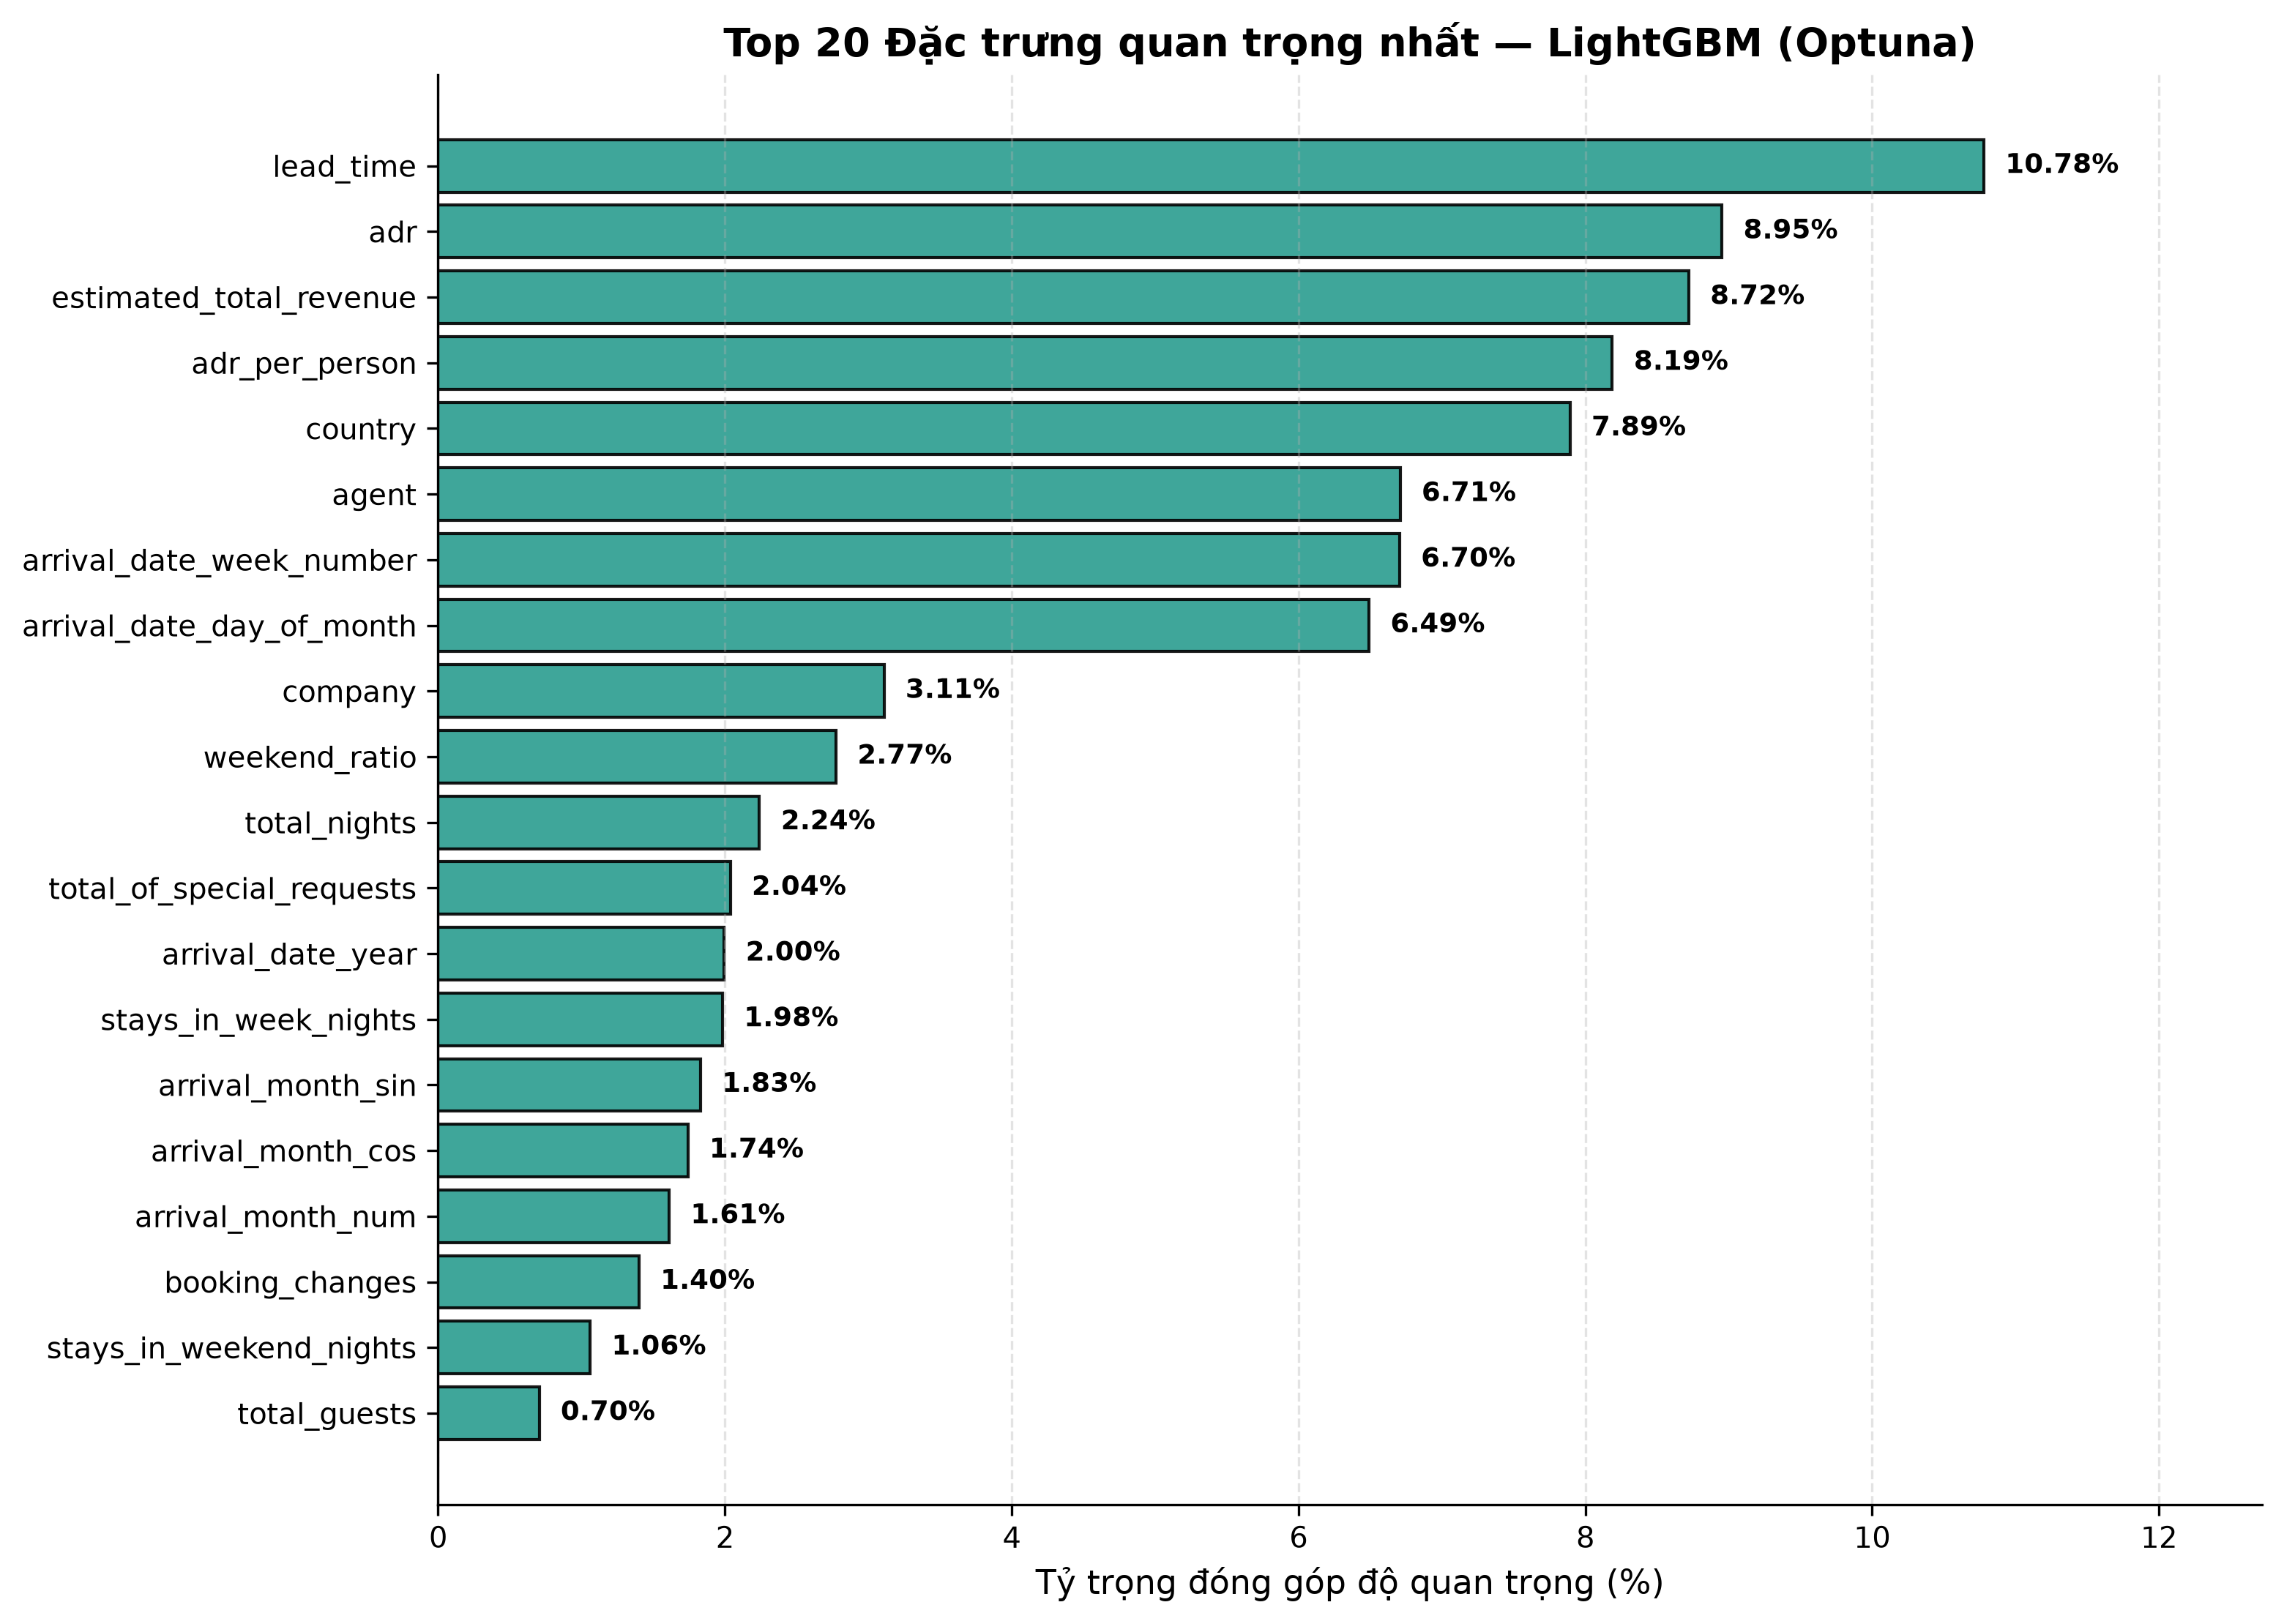 Top 20 Đặc trưng quan trọng nhất — LightGBM (Optuna)
lead_time 10.78%
adr 8.95%
estimated_total_revenue 8.72%
adr_per_person 8.19%
country 7.89%
agent 6.71%
arrival_date_week_number 6.70%
arrival_date_day_of_month 6.49%
company 3.11%
weekend_ratio 2.77%
total_nights 2.24%
total_of_special_requests 2.04%
arrival_date_year 2.00%
stays_in_week_nights 1.98%
arrival_month_sin 1.83%
arrival_month_cos 1.74%
arrival_month_num 1.61%
booking_changes 1.40%
stays_in_weekend_nights 1.06%
total_guests 0.70%
0 2 4 6 8 10 12
Tỷ trọng đóng góp độ quan trọng (%)